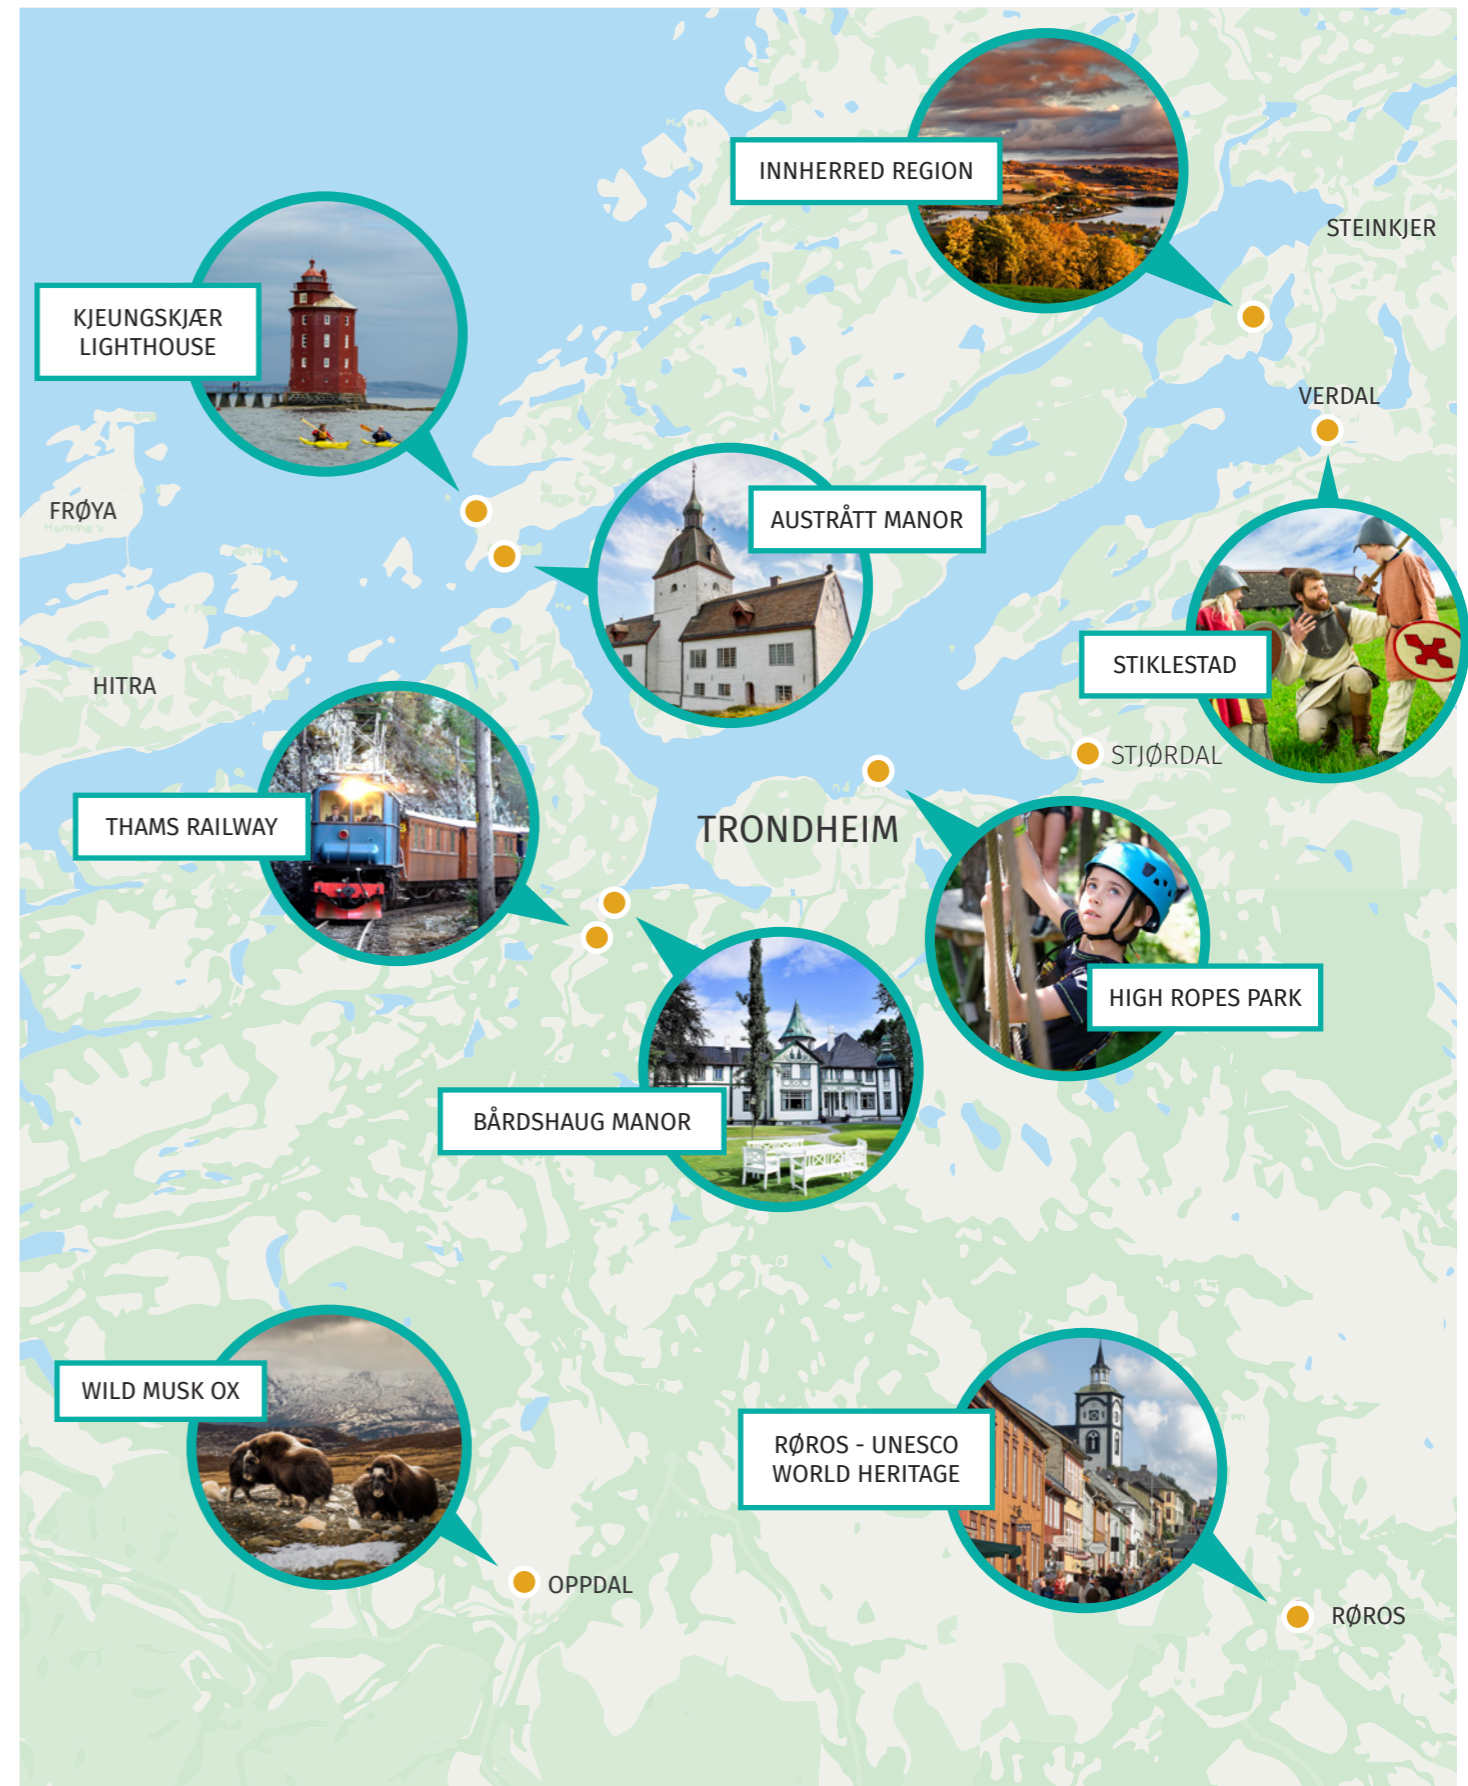 INNHERRED REGION
STEINKJER
KJEUNGSKJÆR
LIGHTHOUSE
VERDAL
FRØYA
AUSTRÅTT MANOR
STIKLESTAD
HITRA
STJØRDAL
THAMS RAILWAY
TRONDHEIM
HIGH ROPES PARK
BÅRDSHAUG MANOR
WILD MUSK OX
RØROS - UNESCO
WORLD HERITAGE
OPPDAL
RØROS